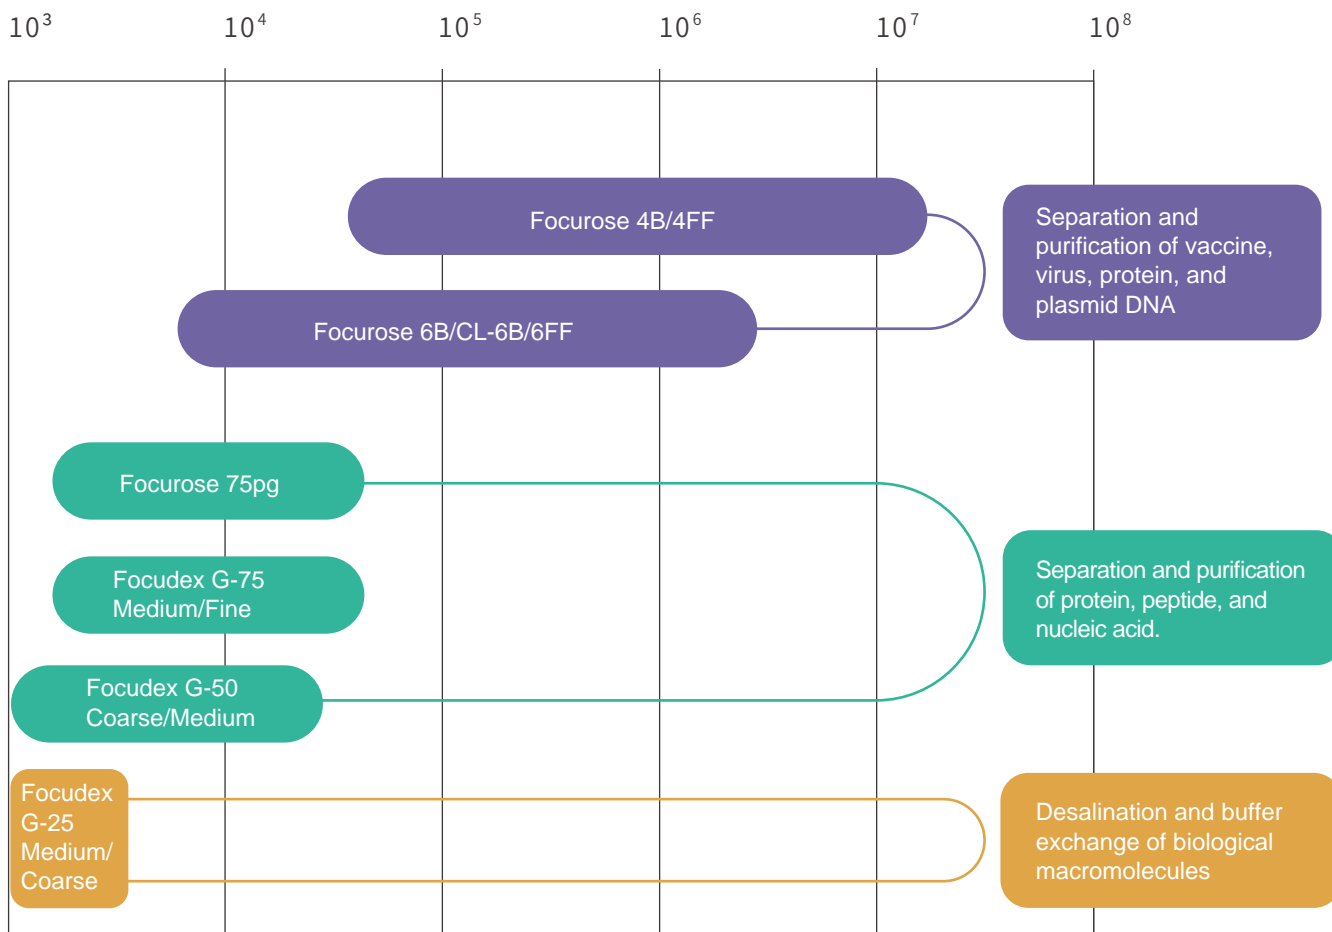 10³ 10⁴ 10⁵ 10⁶ 10⁷ 10⁸
Focurose 4B/4FF
Separation and
purification of vaccine,
virus, protein, and
plasmid DNA
Focurose 6B/CL-6B/6FF
Focurose 75pg
Focudex G-75
Medium/Fine
Focudex G-50
Coarse/Medium
Separation and purification
of protein, peptide, and
nucleic acid.
Focudex
G-25
Medium/
Coarse
Desalination and buffer
exchange of biological
macromolecules